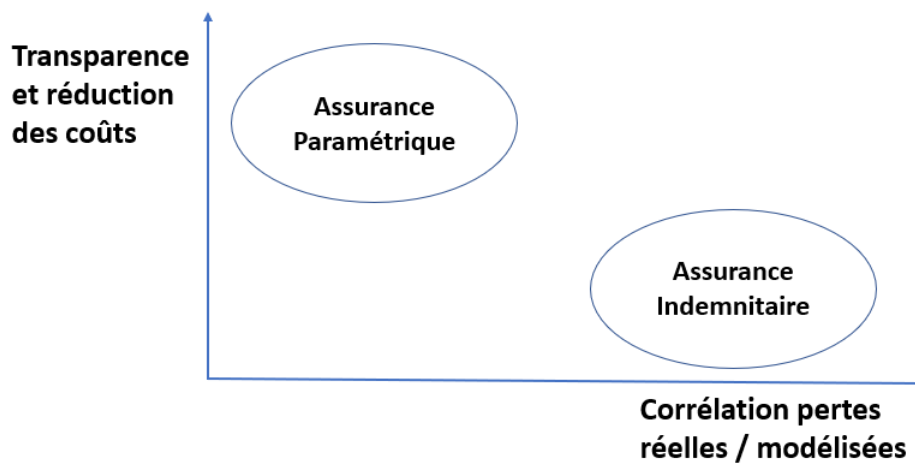 Transparence
et réduction
des coûts
Assurance
Paramétrique
Assurance
Indemnitaire
Corrélation pertes
réelles / modélisées